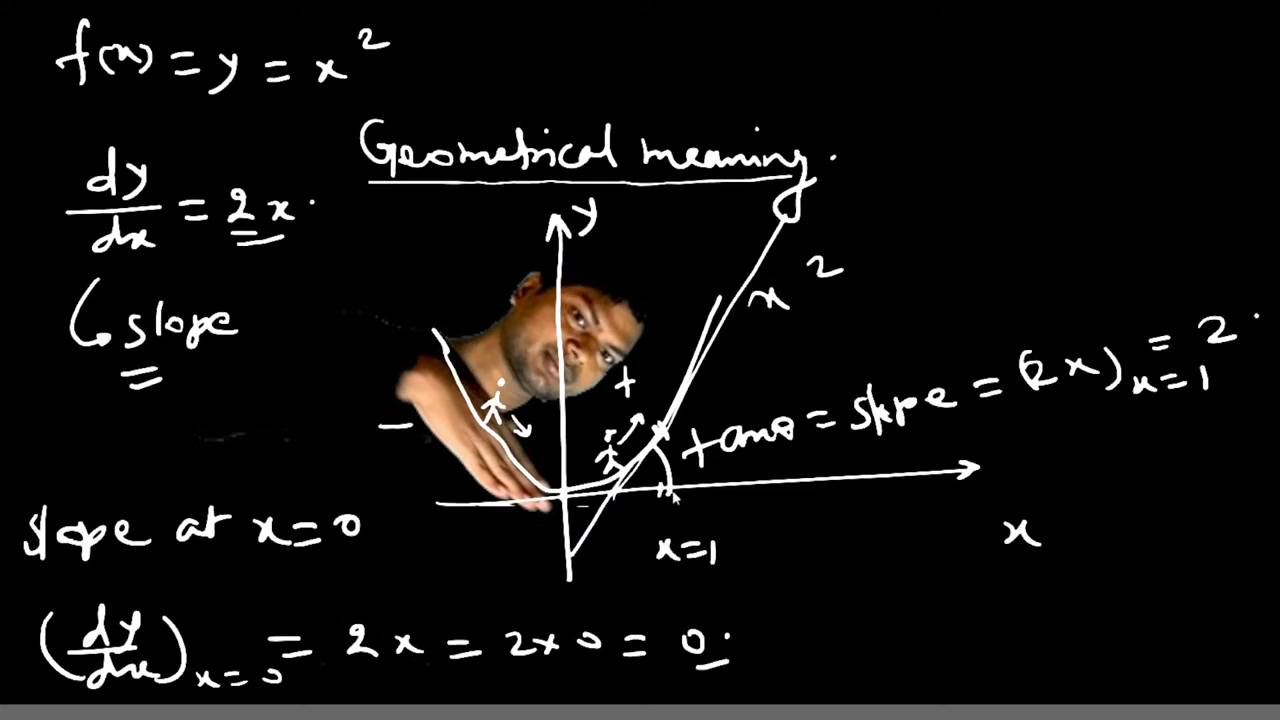 f(x) = y = x²
Geometrical meaning.
dy/dx = 2x.
y
x²
↳ slope
+
−
tanθ = slope = (2x)ₓ₌₁ = 2.
slope at x=0
x=1
x
(dy/dx)ₓ₌₀ = 2x = 2×0 = 0.